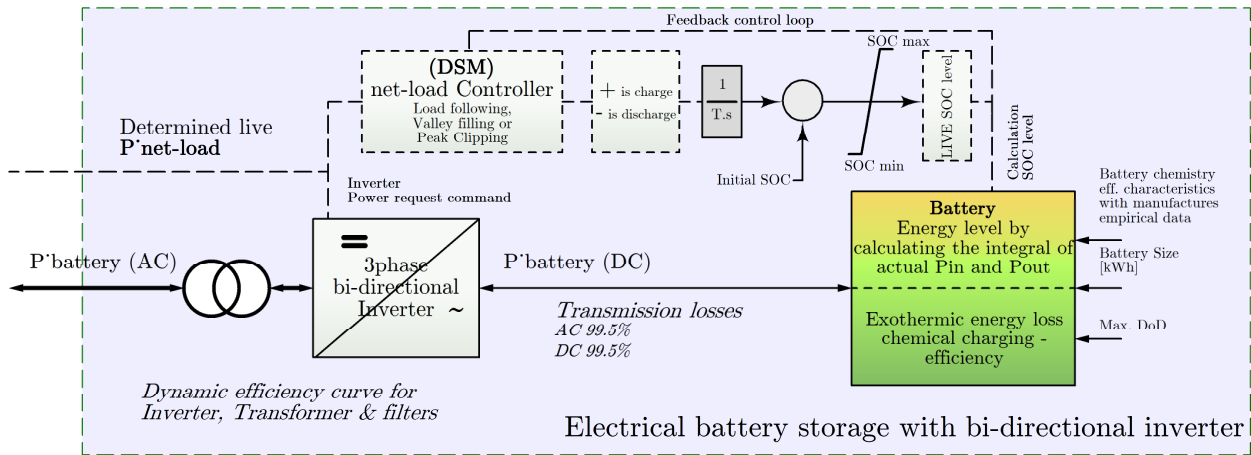 Feedback control loop
SOC max
(DSM)
net-load Controller
Load following,
Valley filling or
Peak Clipping
+ is charge
- is discharge
1
T.s
LIVE SOC level
Calculation
SOC level
SOC min
Initial SOC
Determined live
P˙net-load
Inverter
Power request command
Battery chemistry
eff. characteristics
with manufactures
empirical data
Battery Size
[kWh]
Max. DoD
Battery
Energy level by
calculating the integral of
actual Pin and Pout
Exothermic energy loss
chemical charging -
efficiency
P˙battery (AC)
=
3phase
bi-directional
Inverter ~
P˙battery (DC)
Transmission losses
AC 99.5%
DC 99.5%
Dynamic efficiency curve for
Inverter, Transformer & filters
Electrical battery storage with bi-directional inverter